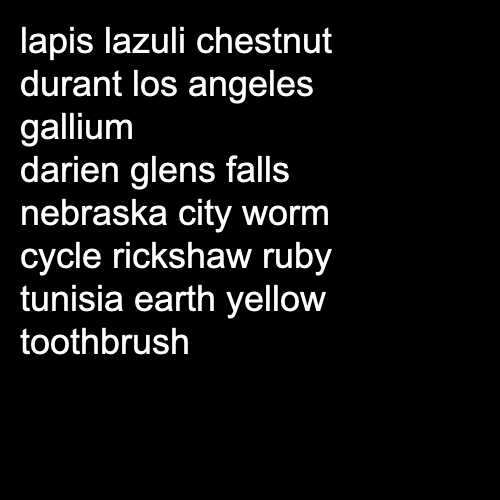 lapis lazuli chestnut
durant los angeles
gallium
darien glens falls
nebraska city worm
cycle rickshaw ruby
tunisia earth yellow
toothbrush